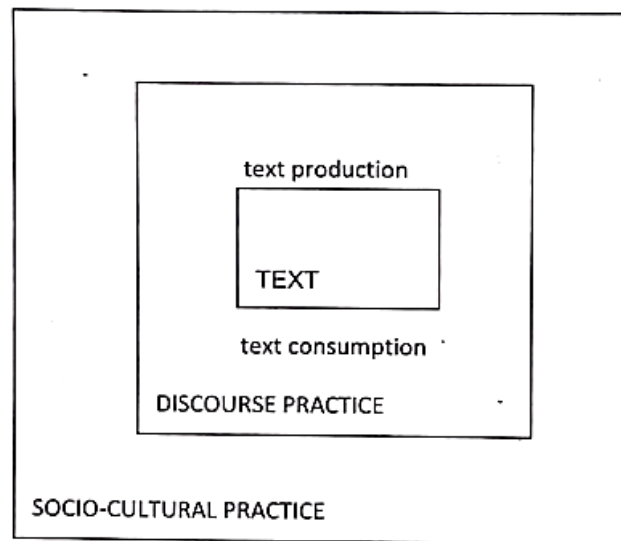 text production
TEXT
text consumption
DISCOURSE PRACTICE
SOCIO-CULTURAL PRACTICE